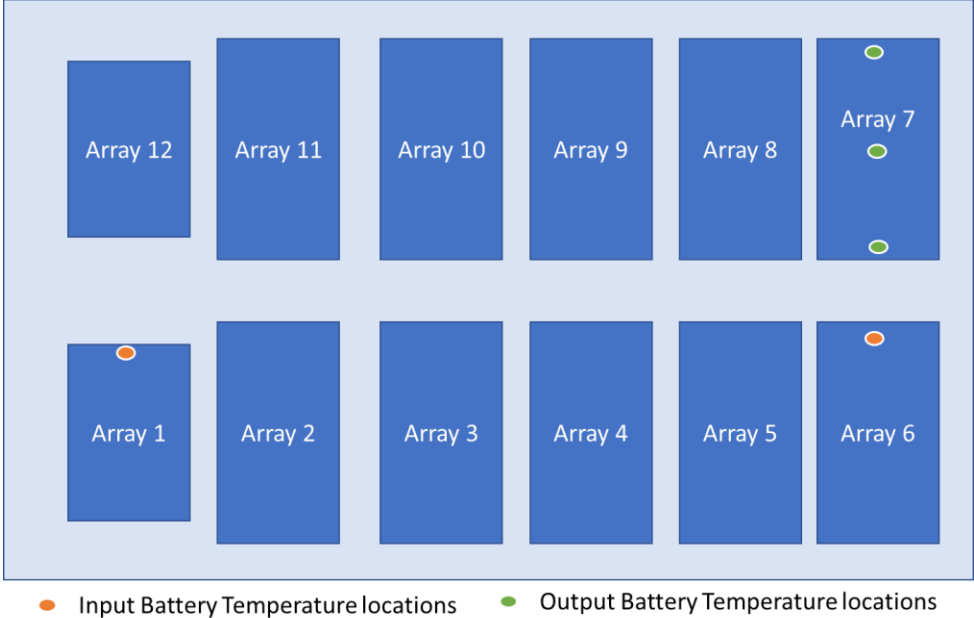 Array 12
Array 11
Array 10
Array 9
Array 8
Array 7
Array 1
Array 2
Array 3
Array 4
Array 5
Array 6
Input Battery Temperature locations
Output Battery Temperature locations